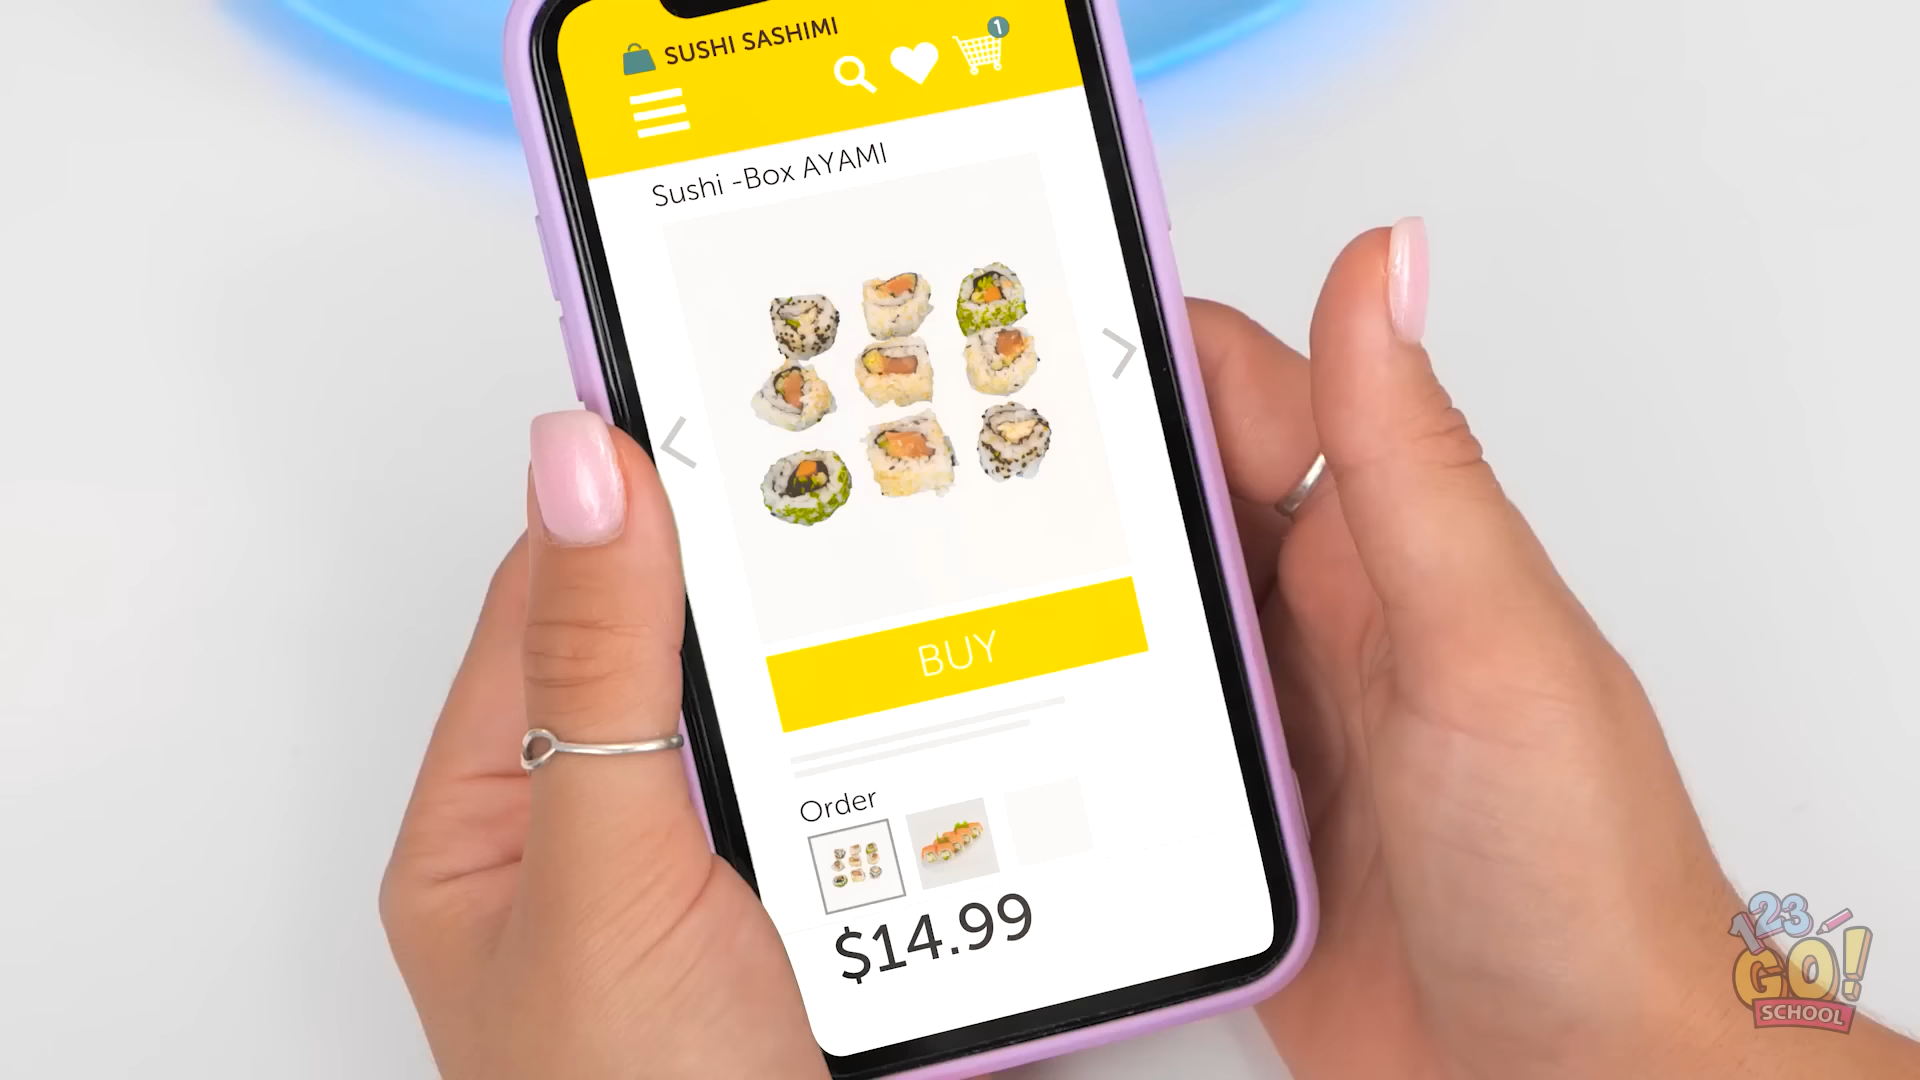 SUSHI SASHIMI
1
Sushi -Box AYAMI
BUY
Order
$14.99
123
GO!
SCHOOL